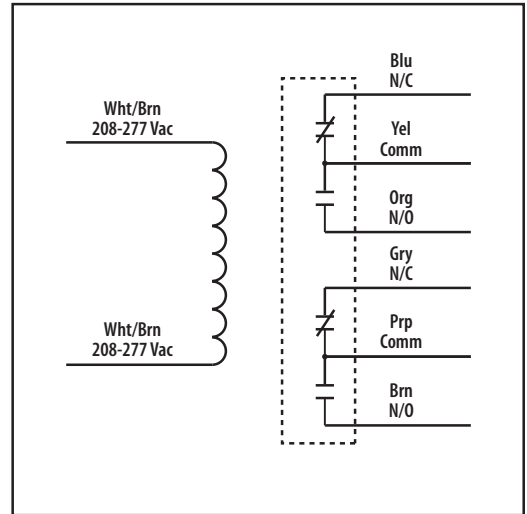 Wht/Brn
208-277 Vac
Wht/Brn
208-277 Vac
Blu
N/C
Yel
Comm
Org
N/O
Gry
N/C
Prp
Comm
Brn
N/O